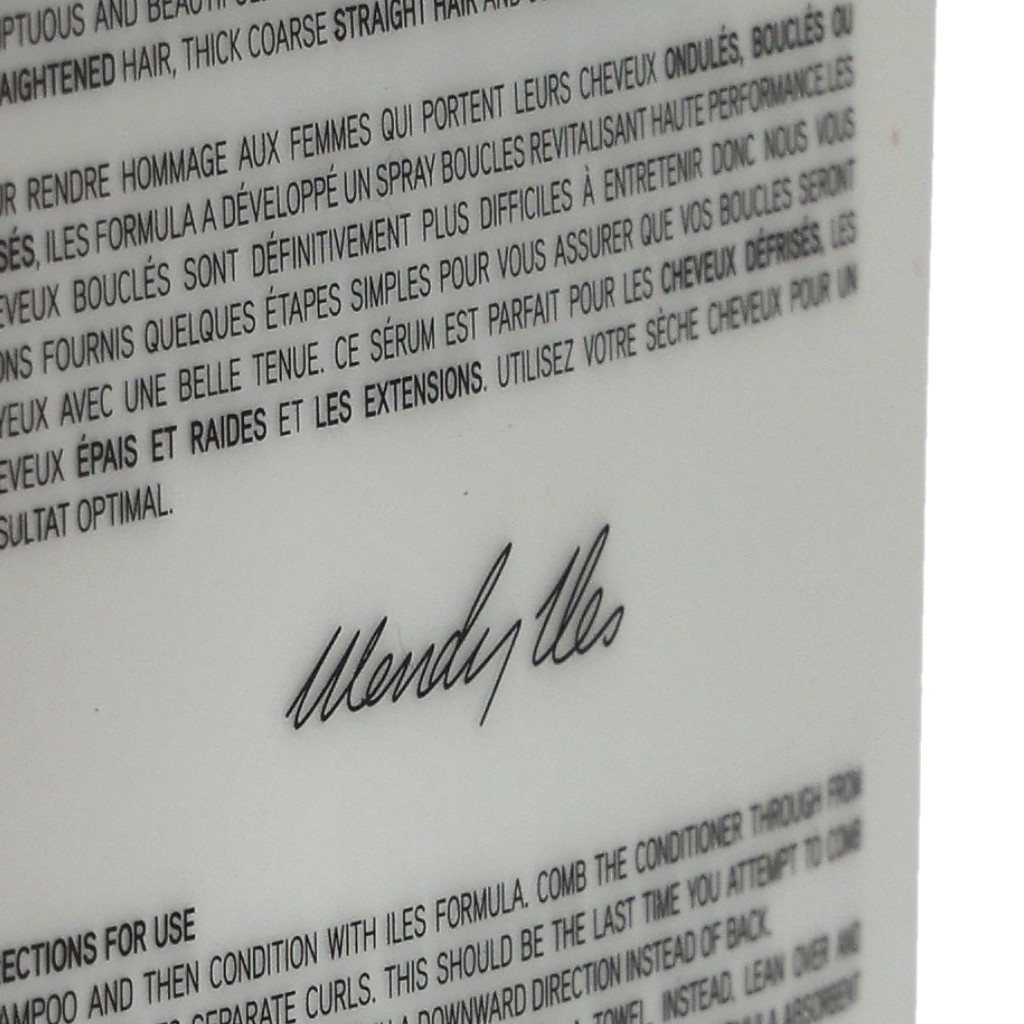 PTUOUS AND
AIGHTENED HAIR, THICK COARSE STRAIGHT HAIR AND
UR RENDRE HOMMAGE AUX FEMMES QUI PORTENT LEURS CHEVEUX ONDULÉS, BOUCLÉS OU
SÉS, ILES FORMULA A DÉVELOPPÉ UN SPRAY BOUCLES REVITALISANT HAUTE PERFORMANCE.LES
EVEUX BOUCLÉS SONT DÉFINITIVEMENT PLUS DIFFICILES À ENTRETENIR DONC NOUS VOUS
ONS FOURNIS QUELQUES ÉTAPES SIMPLES POUR VOUS ASSURER QUE VOS BOUCLES SERONT
YEUX AVEC UNE BELLE TENUE. CE SÉRUM EST PARFAIT POUR LES CHEVEUX DÉFRISÉS, LES
EVEUX ÉPAIS ET RAIDES ET LES EXTENSIONS. UTILISEZ VOTRE SÈCHE CHEVEUX POUR UN
SULTAT OPTIMAL.
Wendy Iles
ECTIONS FOR USE
AMPOO AND THEN CONDITION WITH ILES FORMULA. COMB THE CONDITIONER THROUGH FROM
SEPARATE CURLS. THIS SHOULD BE THE LAST TIME YOU ATTEMPT TO COMB
DOWNWARD DIRECTION INSTEAD OF BACK.
TOWEL. INSTEAD, LEAN OVER AND
ABSORBENT